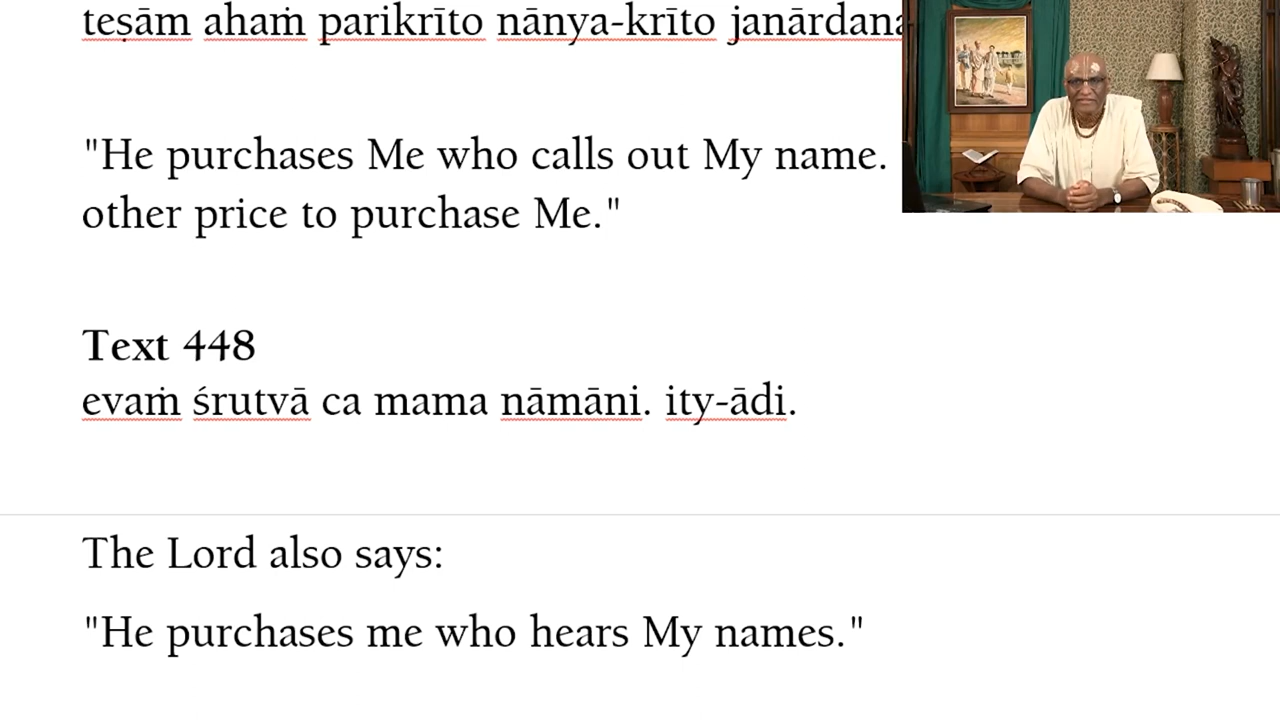 teṣām ahaṁ parikrīto nānya-krīto
"He purchases Me who calls out My name.
other price to purchase Me."
Text 448
evaṁ śrutvā ca mama nāmāni. ity-ādi.
The Lord also says:
"He purchases me who hears My names."